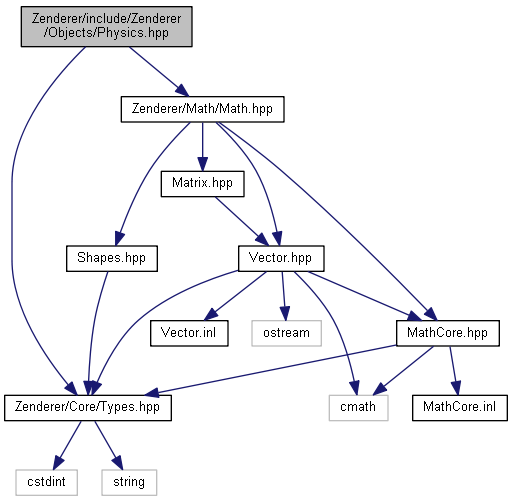 Zenderer/include/Zenderer
/Objects/Physics.hpp
Zenderer/Math/Math.hpp
Matrix.hpp
Shapes.hpp
Vector.hpp
Vector.inl
ostream
MathCore.hpp
Zenderer/Core/Types.hpp
cmath
MathCore.inl
cstdint
string